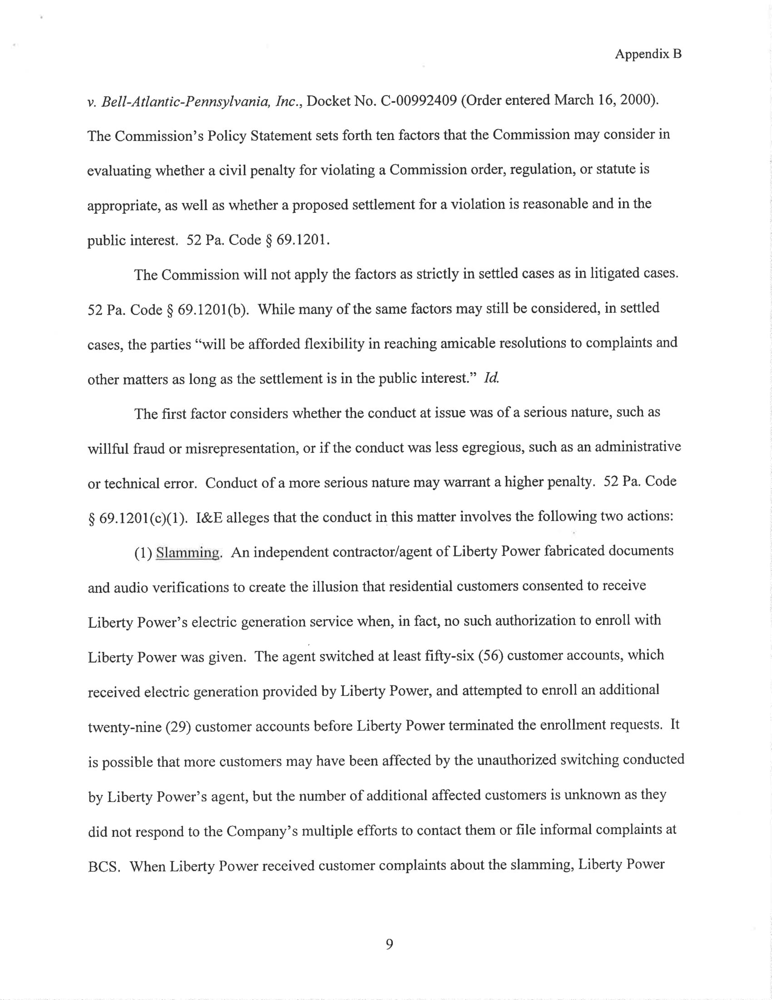 Appendix B
v. Bell-Atlantic-Pennsylvania, Inc., Docket No. C-00992409 (Order entered March 16, 2000).
The Commission's Policy Statement sets forth ten factors that the Commission may consider in
evaluating whether a civil penalty for violating a Commission order, regulation, or statute is
appropriate, as well as whether a proposed settlement for a violation is reasonable and in the
public interest.  52 Pa. Code § 69.1201.
The Commission will not apply the factors as strictly in settled cases as in litigated cases.
52 Pa. Code § 69.1201(b).  While many of the same factors may still be considered, in settled
cases, the parties “will be afforded flexibility in reaching amicable resolutions to complaints and
other matters as long as the settlement is in the public interest.”  Id.
The first factor considers whether the conduct at issue was of a serious nature, such as
willful fraud or misrepresentation, or if the conduct was less egregious, such as an administrative
or technical error.  Conduct of a more serious nature may warrant a higher penalty.  52 Pa. Code
§ 69.1201(c)(1).  I&E alleges that the conduct in this matter involves the following two actions:
(1) Slamming.  An independent contractor/agent of Liberty Power fabricated documents
and audio verifications to create the illusion that residential customers consented to receive
Liberty Power's electric generation service when, in fact, no such authorization to enroll with
Liberty Power was given.  The agent switched at least fifty-six (56) customer accounts, which
received electric generation provided by Liberty Power, and attempted to enroll an additional
twenty-nine (29) customer accounts before Liberty Power terminated the enrollment requests.  It
is possible that more customers may have been affected by the unauthorized switching conducted
by Liberty Power's agent, but the number of additional affected customers is unknown as they
did not respond to the Company's multiple efforts to contact them or file informal complaints at
BCS.  When Liberty Power received customer complaints about the slamming, Liberty Power
9